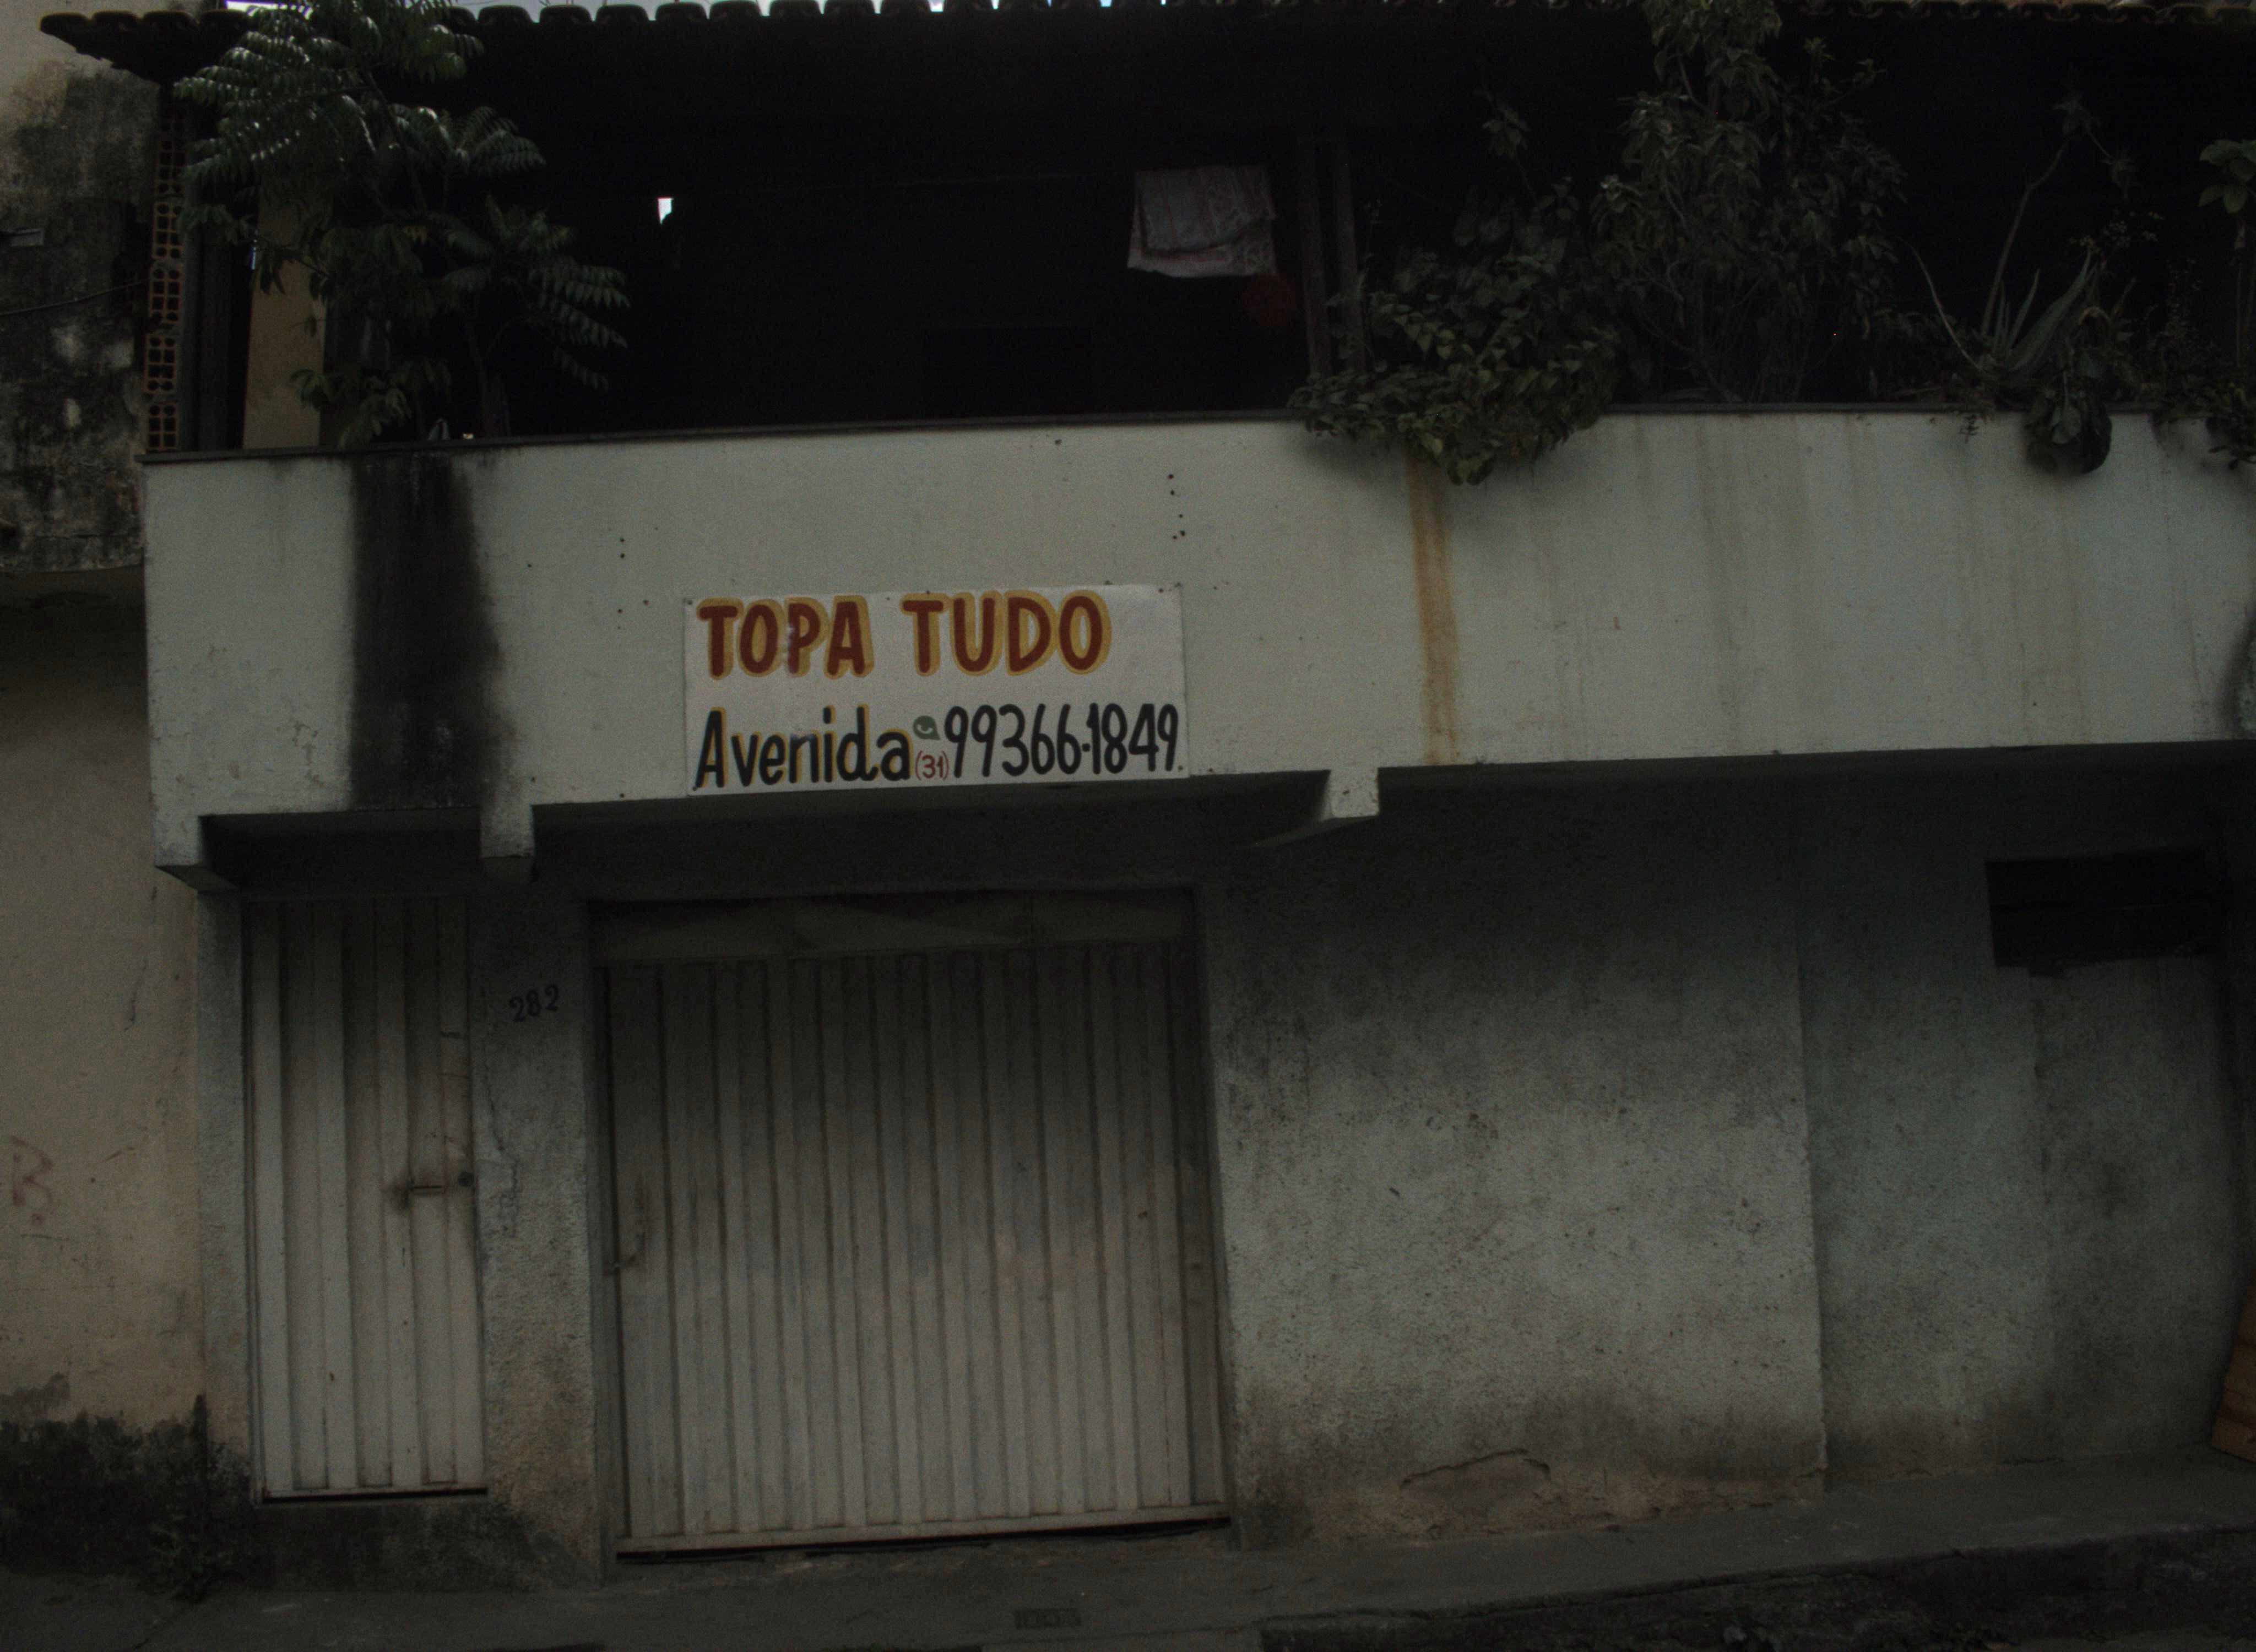 TOPA TUDO
Avenida (31) 99366-1849
282
B